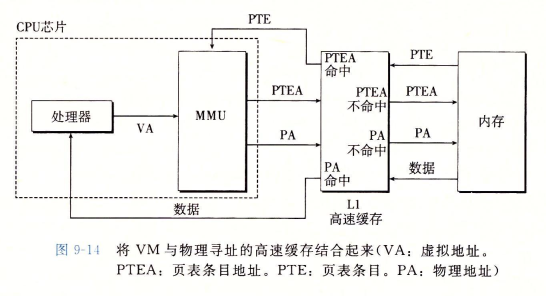 PTE
CPU芯片
处理器
VA
MMU
PTEA
PA
PTEA
命中
PTEA
不命中
PA
不命中
PA
命中
L1
高速缓存
PTE
PTEA
PA
数据
内存
数据
图 9-14 将 VM 与物理寻址的高速缓存结合起来(VA：虚拟地址。
PTEA：页表条目地址。PTE：页表条目。PA：物理地址)